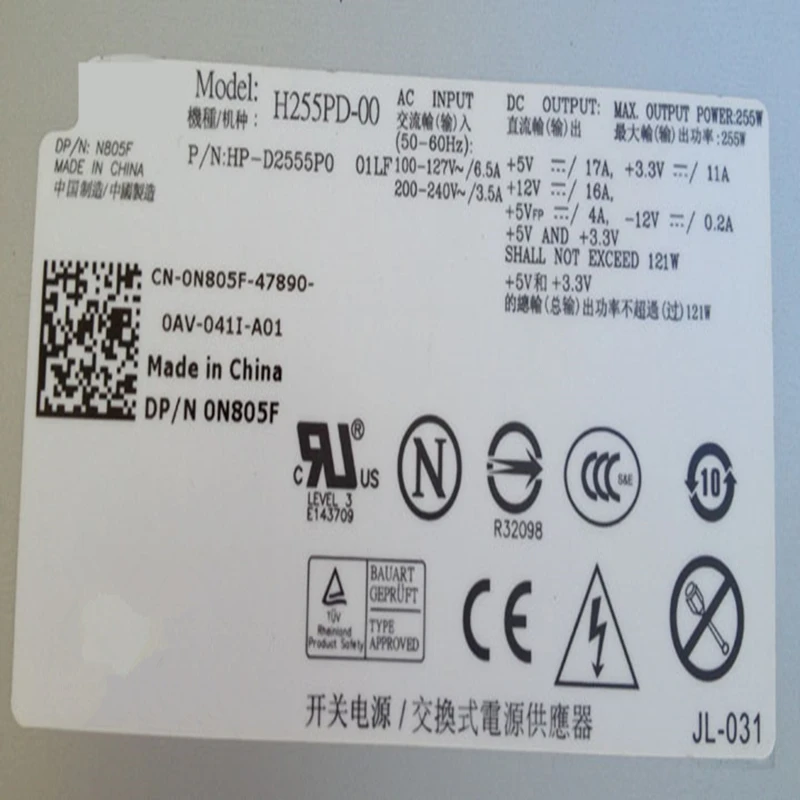 Model: H255PD-00
機種/机种:
P/N:HP-D2555P0 01LF
DP/N: N805F
MADE IN CHINA
中国制造/中國製造
AC INPUT
交流輸(输)入
(50-60Hz):
100-127V~/6.5A
200-240V~/3.5A
DC OUTPUT: MAX. OUTPUT POWER:255W
直流輸(输)出 最大輸(输)出功率:255W
+5V ⎓/ 17A, +3.3V ⎓/ 11A
+12V ⎓/ 16A,
+5VFP ⎓/ 4A, -12V ⎓/ 0.2A
+5V AND +3.3V
SHALL NOT EXCEED 121W
+5V和 +3.3V
的總輸(总输)出功率不超過(过)121W
CN-0N805F-47890-
0AV-041I-A01
Made in China
DP/N 0N805F
C RU ® US
LEVEL 3
E143709
N
R32098
CCC S&E
10
TÜV
Rheinland
Product Safety
BAUART
GEPRÜFT
TYPE
APPROVED
CE
开关电源/交換式電源供應器
JL-031